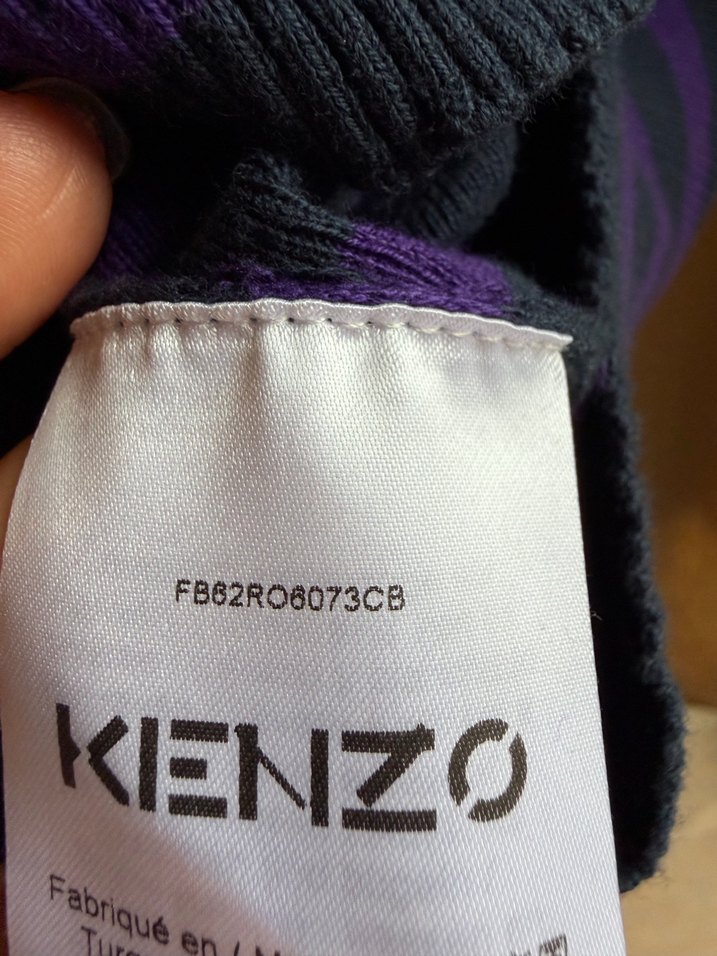 FB62RO6073CB
KENZO
Fabriqué en /